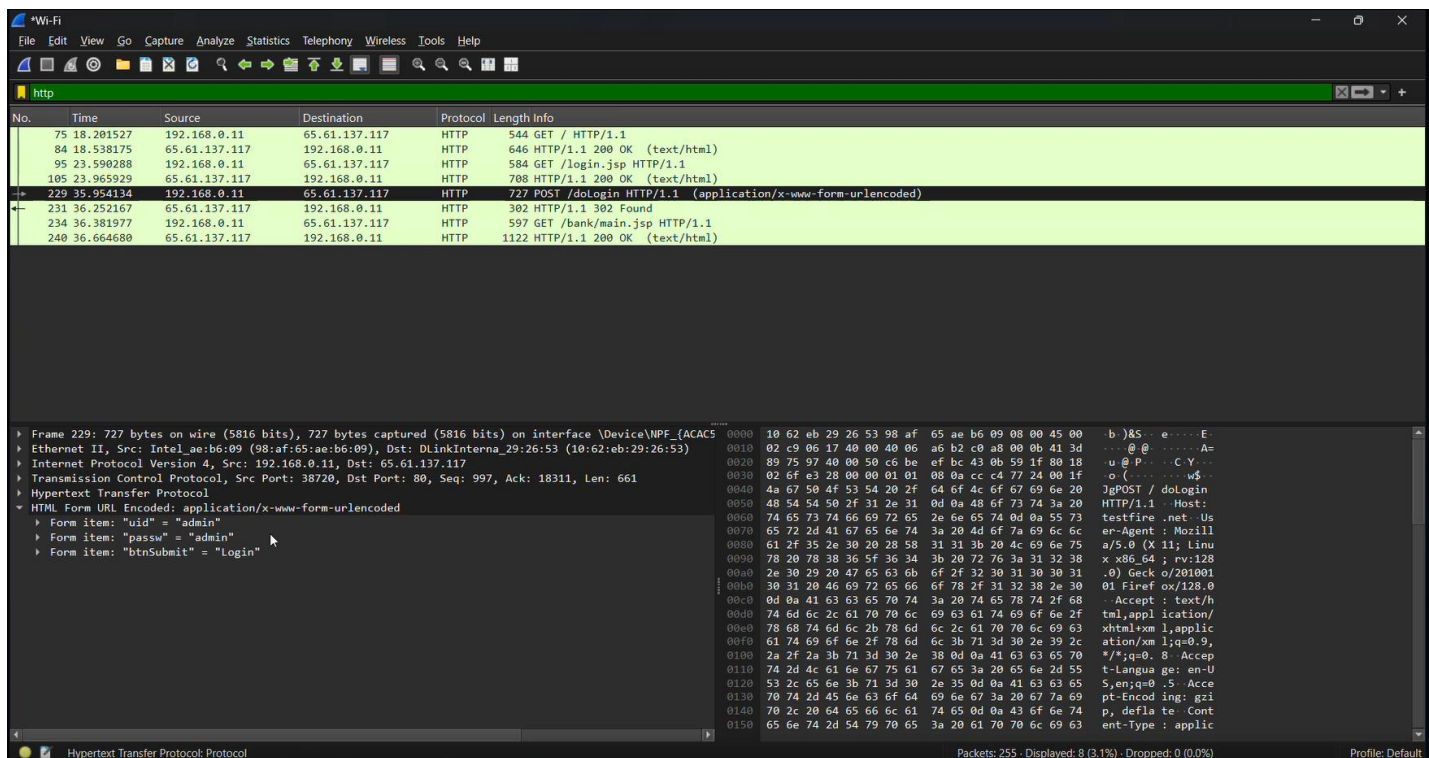 *Wi-Fi
File Edit View Go Capture Analyze Statistics Telephony Wireless Tools Help
http
No. Time Source Destination Protocol Length Info
75 18.201527 192.168.0.11 65.61.137.117 HTTP 544 GET / HTTP/1.1
84 18.538175 65.61.137.117 192.168.0.11 HTTP 646 HTTP/1.1 200 OK (text/html)
95 23.590288 192.168.0.11 65.61.137.117 HTTP 584 GET /login.jsp HTTP/1.1
105 23.965929 65.61.137.117 192.168.0.11 HTTP 708 HTTP/1.1 200 OK (text/html)
229 35.954134 192.168.0.11 65.61.137.117 HTTP 727 POST /doLogin HTTP/1.1 (application/x-www-form-urlencoded)
231 36.252167 65.61.137.117 192.168.0.11 HTTP 302 HTTP/1.1 302 Found
234 36.381977 192.168.0.11 65.61.137.117 HTTP 597 GET /bank/main.jsp HTTP/1.1
240 36.664680 65.61.137.117 192.168.0.11 HTTP 1122 HTTP/1.1 200 OK (text/html)
Frame 229: 727 bytes on wire (5816 bits), 727 bytes captured (5816 bits) on interface \Device\NPF_{ACAC5
Ethernet II, Src: Intel_ae:b6:09 (98:af:65:ae:b6:09), Dst: DLinkInterna_29:26:53 (10:62:eb:29:26:53)
Internet Protocol Version 4, Src: 192.168.0.11, Dst: 65.61.137.117
Transmission Control Protocol, Src Port: 38720, Dst Port: 80, Seq: 997, Ack: 18311, Len: 661
Hypertext Transfer Protocol
HTML Form URL Encoded: application/x-www-form-urlencoded
Form item: "uid" = "admin"
Form item: "passw" = "admin"
Form item: "btnSubmit" = "Login"
0000 10 62 eb 29 26 53 98 af 65 ae b6 09 08 00 45 00 ·b·)&S·· e·····E·
0010 02 c9 06 17 40 00 40 06 a6 b2 c0 a8 00 0b 41 3d ····@·@· ······A=
0020 89 75 97 40 00 50 c6 be ef bc 43 0b 59 1f 80 18 ·u·@·P·· ··C·Y···
0030 02 6f e3 28 00 00 01 01 08 0a cc c4 77 24 00 1f ·o·(···· ····w$··
0040 4a 67 50 4f 53 54 20 2f 64 6f 4c 6f 67 69 6e 20 JgPOST / doLogin
0050 48 54 54 50 2f 31 2e 31 0d 0a 48 6f 73 74 3a 20 HTTP/1.1 ··Host:
0060 74 65 73 74 66 69 72 65 2e 6e 65 74 0d 0a 55 73 testfire .net··Us
0070 65 72 2d 41 67 65 6e 74 3a 20 4d 6f 7a 69 6c 6c er-Agent : Mozill
0080 61 2f 35 2e 30 20 28 58 31 31 3b 20 4c 69 6e 75 a/5.0 (X 11; Linu
0090 78 20 78 38 36 5f 36 34 3b 20 72 76 3a 31 32 38 x x86_64 ; rv:128
00a0 2e 30 29 20 47 65 63 6b 6f 2f 32 30 31 30 30 31 .0) Geck o/201001
00b0 30 31 20 46 69 72 65 66 6f 78 2f 31 32 38 2e 30 01 Firef ox/128.0
00c0 0d 0a 41 63 63 65 70 74 3a 20 74 65 78 74 2f 68 ··Accept : text/h
00d0 74 6d 6c 2c 61 70 70 6c 69 63 61 74 69 6f 6e 2f tml,appl ication/
00e0 78 68 74 6d 6c 2b 78 6d 6c 2c 61 70 70 6c 69 63 xhtml+xm l,applic
00f0 61 74 69 6f 6e 2f 78 6d 6c 3b 71 3d 30 2e 39 2c ation/xm l;q=0.9,
0100 2a 2f 2a 3b 71 3d 30 2e 38 0d 0a 41 63 63 65 70 */*;q=0. 8··Accep
0110 74 2d 4c 61 6e 67 75 61 67 65 3a 20 65 6e 2d 55 t-Langua ge: en-U
0120 53 2c 65 6e 3b 71 3d 30 2e 35 0d 0a 41 63 63 65 S,en;q=0 .5··Acce
0130 70 74 2d 45 6e 63 6f 64 69 6e 67 3a 20 67 7a 69 pt-Encod ing: gzi
0140 70 2c 20 64 65 66 6c 61 74 65 0d 0a 43 6f 6e 74 p, defla te··Cont
0150 65 6e 74 2d 54 79 70 65 3a 20 61 70 70 6c 69 63 ent-Type : applic
Hypertext Transfer Protocol: Protocol Packets: 255 · Displayed: 8 (3.1%) · Dropped: 0 (0.0%) Profile: Default